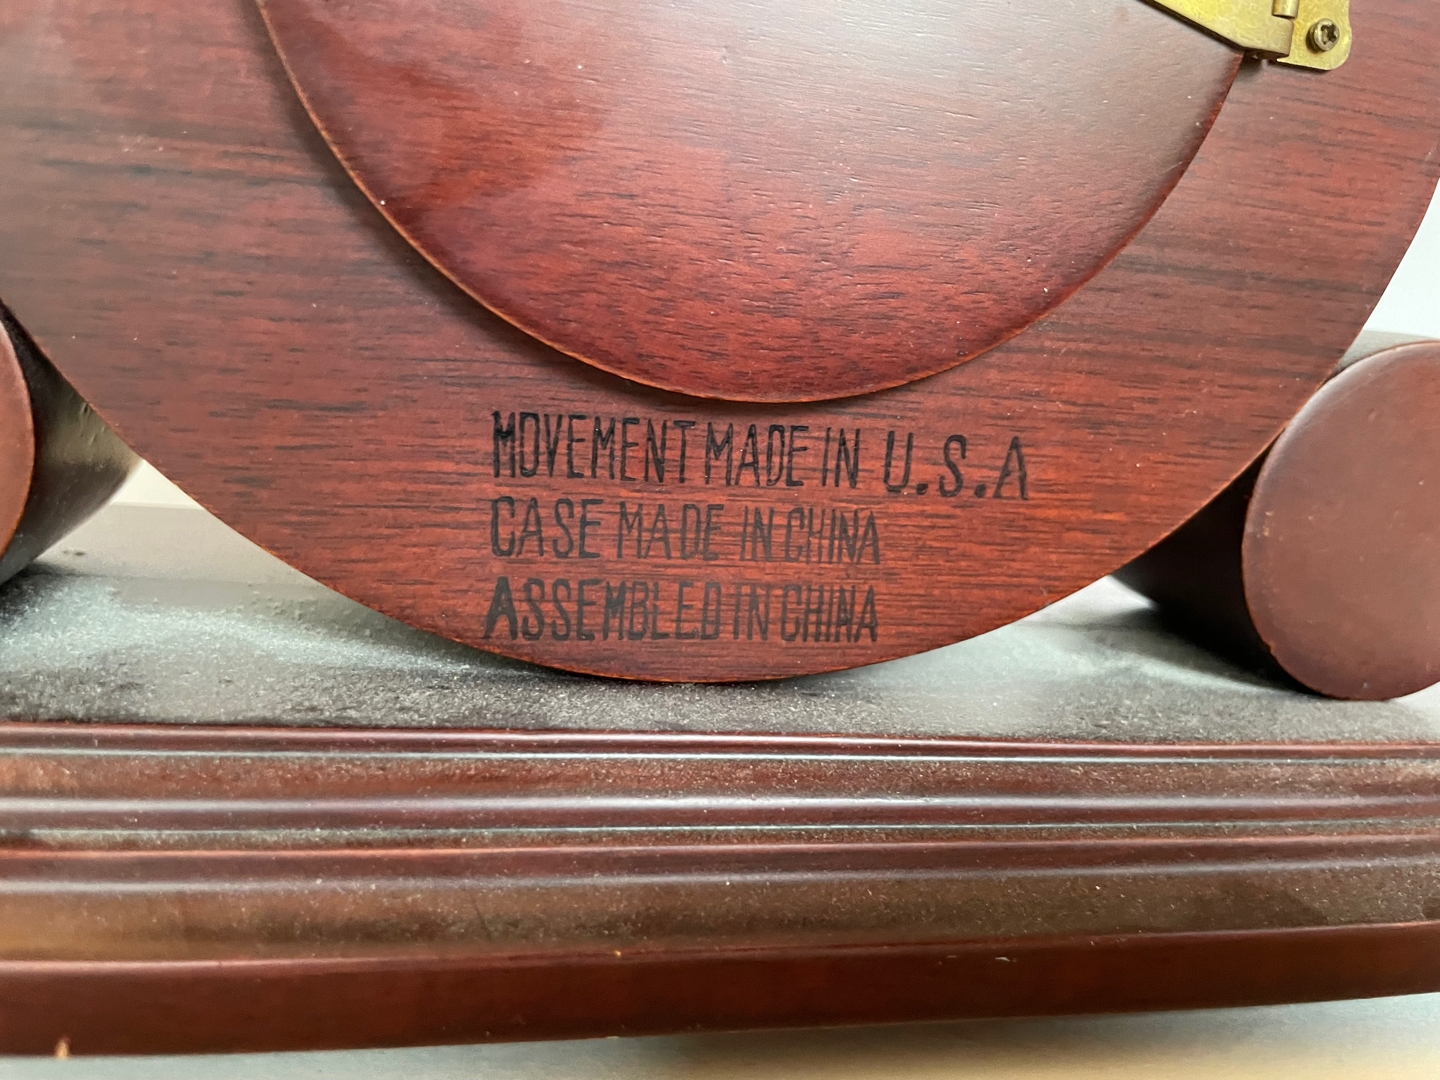 MOVEMENT MADE IN U.S.A
CASE MADE IN CHINA
ASSEMBLED IN CHINA